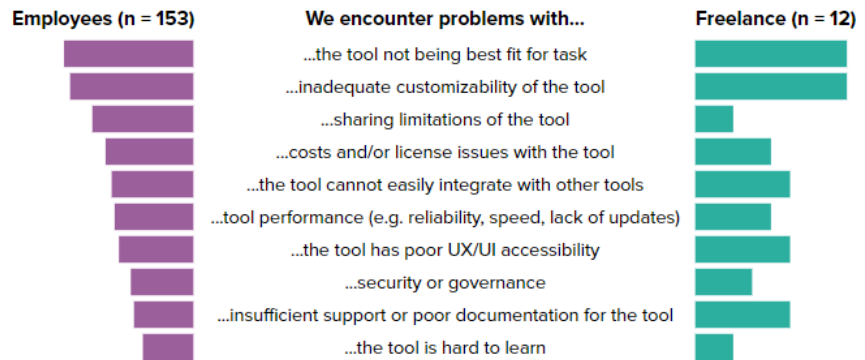 Employees (n = 153) We encounter problems with... Freelance (n = 12)
...the tool not being best fit for task
...inadequate customizability of the tool
...sharing limitations of the tool
...costs and/or license issues with the tool
...the tool cannot easily integrate with other tools
...tool performance (e.g. reliability, speed, lack of updates)
...the tool has poor UX/UI accessibility
...security or governance
...insufficient support or poor documentation for the tool
...the tool is hard to learn